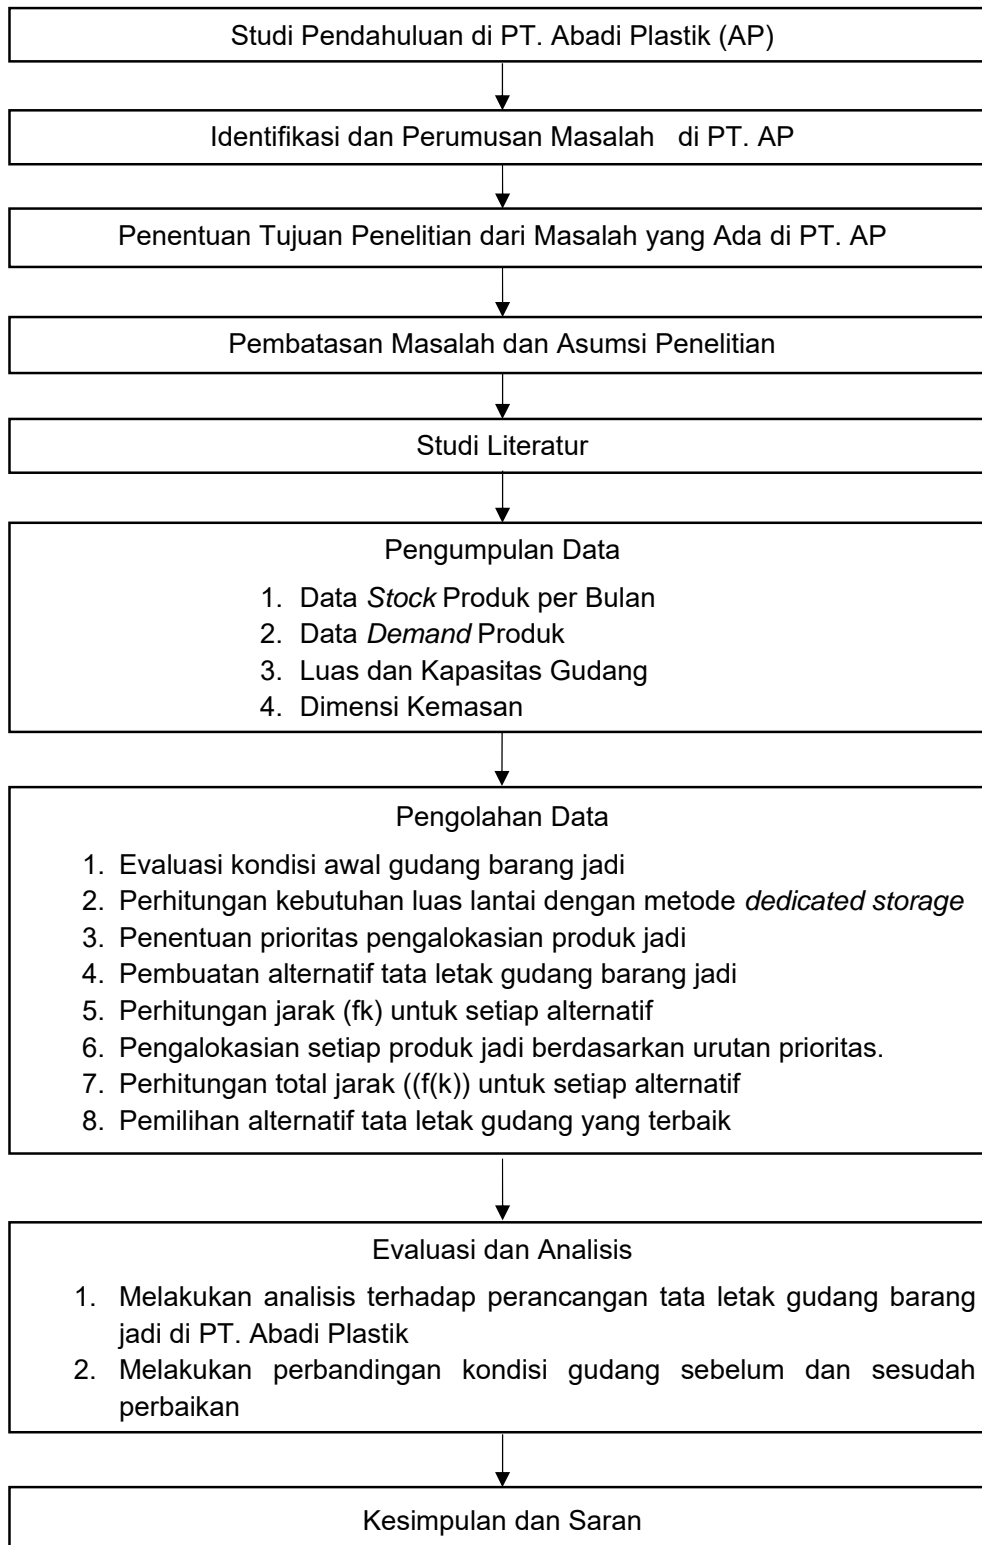 Studi Pendahuluan di PT. Abadi Plastik (AP)
Identifikasi dan Perumusan Masalah di PT. AP
Penentuan Tujuan Penelitian dari Masalah yang Ada di PT. AP
Pembatasan Masalah dan Asumsi Penelitian
Studi Literatur
Pengumpulan Data
1. Data Stock Produk per Bulan
2. Data Demand Produk
3. Luas dan Kapasitas Gudang
4. Dimensi Kemasan
Pengolahan Data
1. Evaluasi kondisi awal gudang barang jadi
2. Perhitungan kebutuhan luas lantai dengan metode dedicated storage
3. Penentuan prioritas pengalokasian produk jadi
4. Pembuatan alternatif tata letak gudang barang jadi
5. Perhitungan jarak (fk) untuk setiap alternatif
6. Pengalokasian setiap produk jadi berdasarkan urutan prioritas.
7. Perhitungan total jarak ((f(k)) untuk setiap alternatif
8. Pemilihan alternatif tata letak gudang yang terbaik
Evaluasi dan Analisis
1. Melakukan analisis terhadap perancangan tata letak gudang barang
jadi di PT. Abadi Plastik
2. Melakukan perbandingan kondisi gudang sebelum dan sesudah
perbaikan
Kesimpulan dan Saran